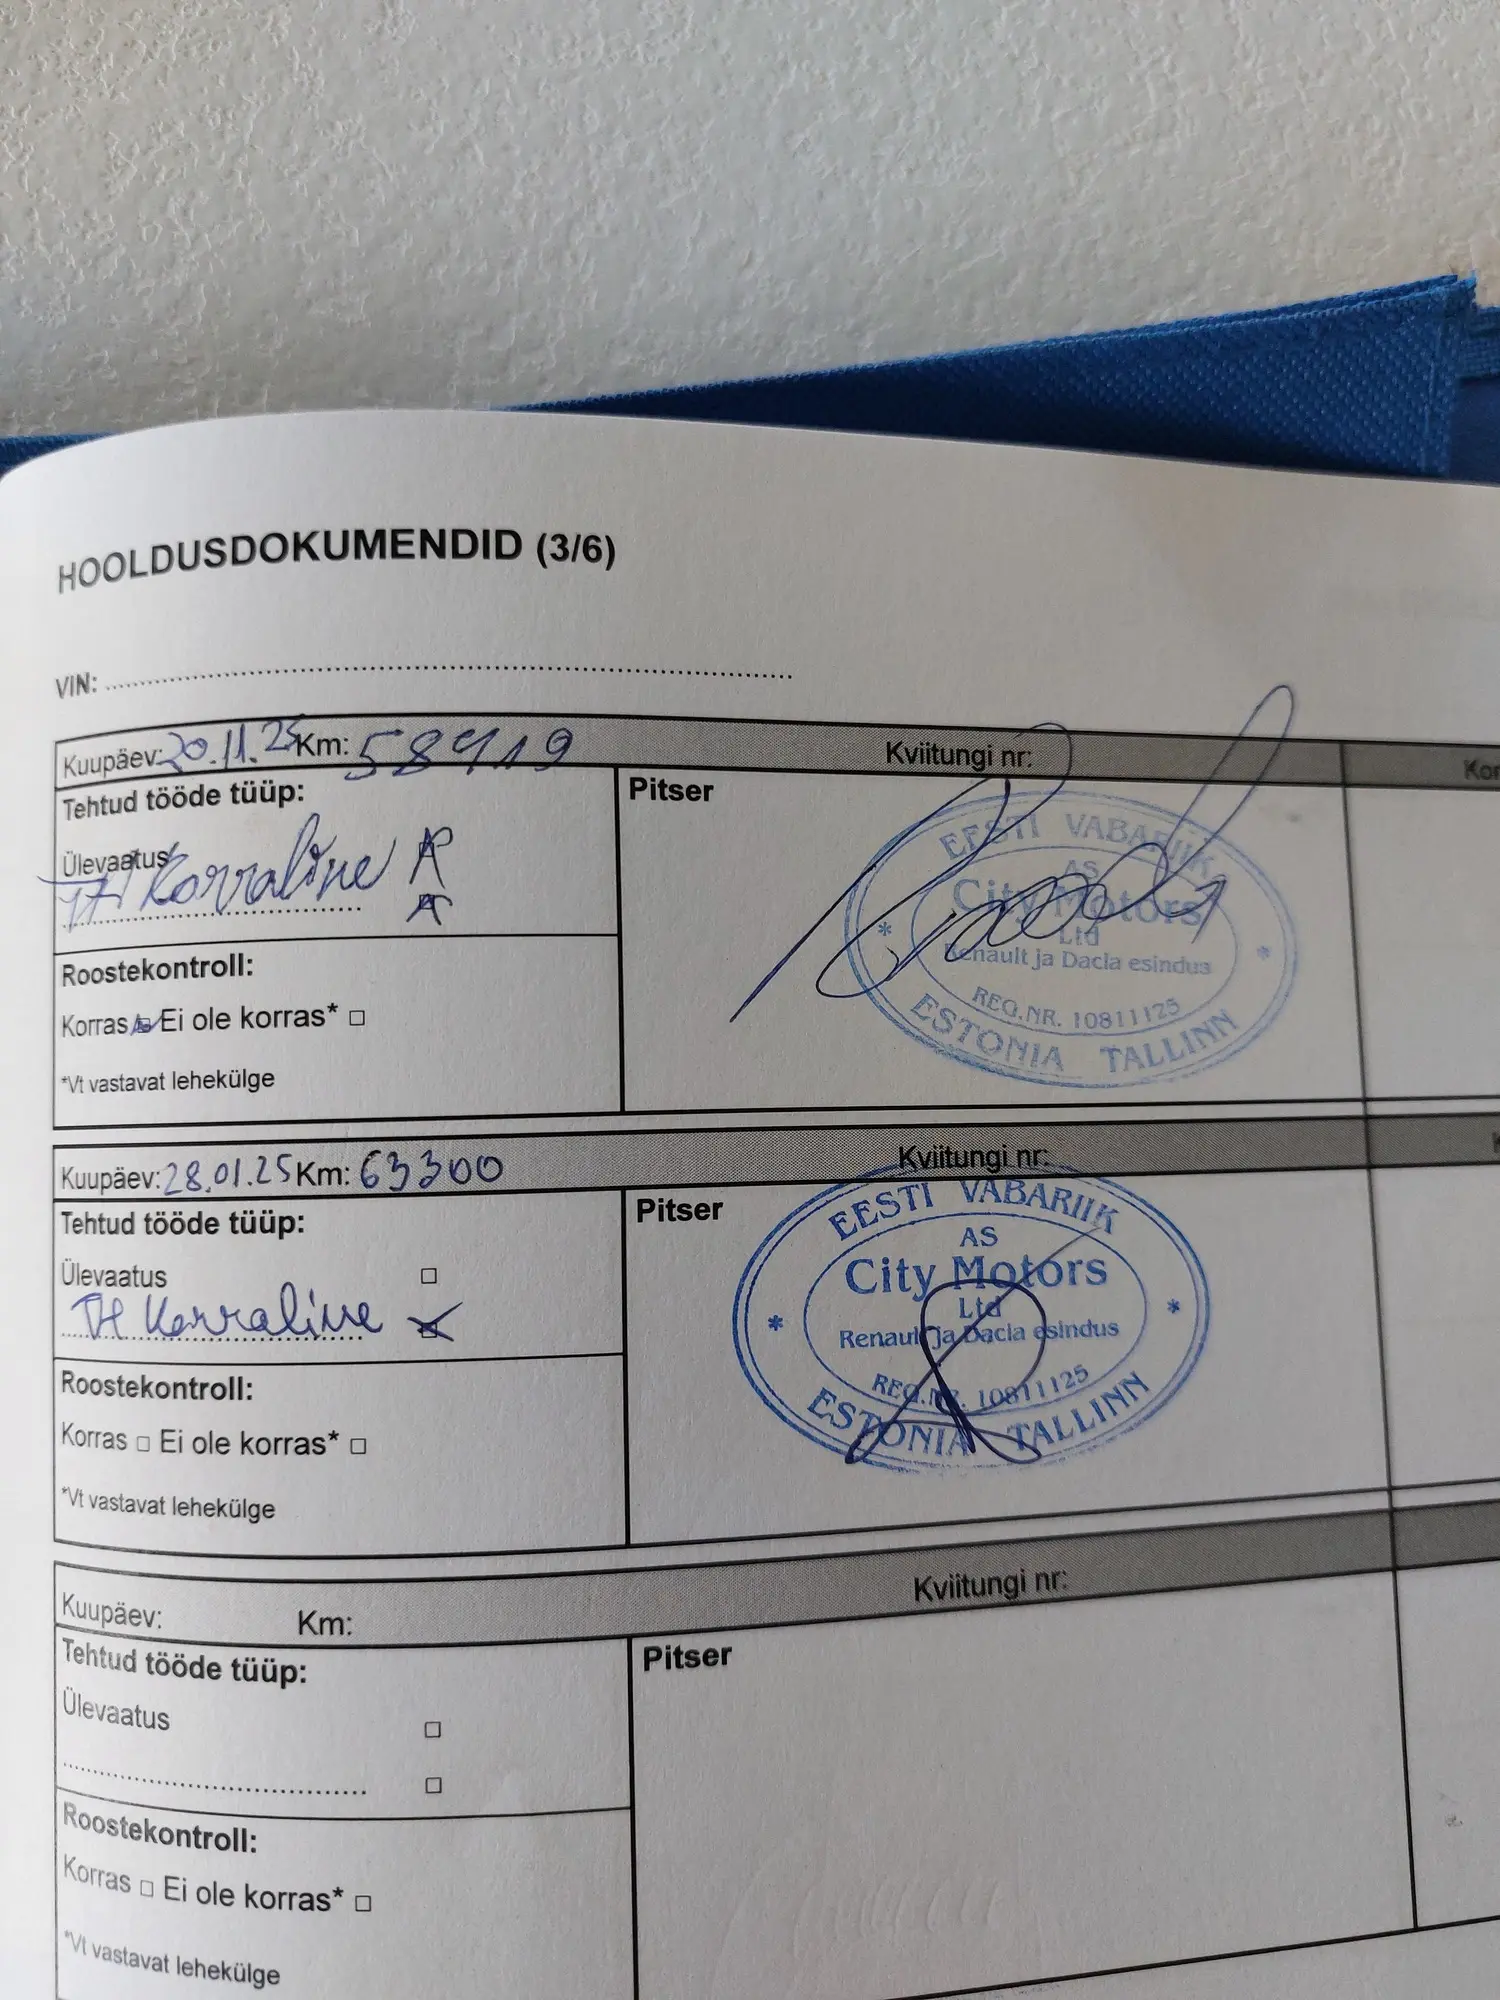 HOOLDUSDOKUMENDID (3/6)
VIN:
Kuupäev: 20.11.25 Km: 58919 Kviitungi nr:
Tehtud tööde tüüp:
Pitser
Ülevaatus
TH Korraline
EESTI VABARIIK
AS
City Motors
Ltd
Renault ja Dacia esindus
REG.NR. 10811125
ESTONIA TALLINN
Roostekontroll:
Korras Ei ole korras*
*Vt vastavat lehekülge
Kuupäev: 28.01.25 Km: 63300 Kviitungi nr:
Tehtud tööde tüüp:
Pitser
Ülevaatus
TH Korraline
EESTI VABARIIK
AS
City Motors
Ltd
Renault ja Dacia esindus
REG.NR. 10811125
ESTONIA TALLINN
Roostekontroll:
Korras Ei ole korras*
*Vt vastavat lehekülge
Kuupäev: Km: Kviitungi nr:
Tehtud tööde tüüp:
Pitser
Ülevaatus
Roostekontroll:
Korras Ei ole korras*
*Vt vastavat lehekülge